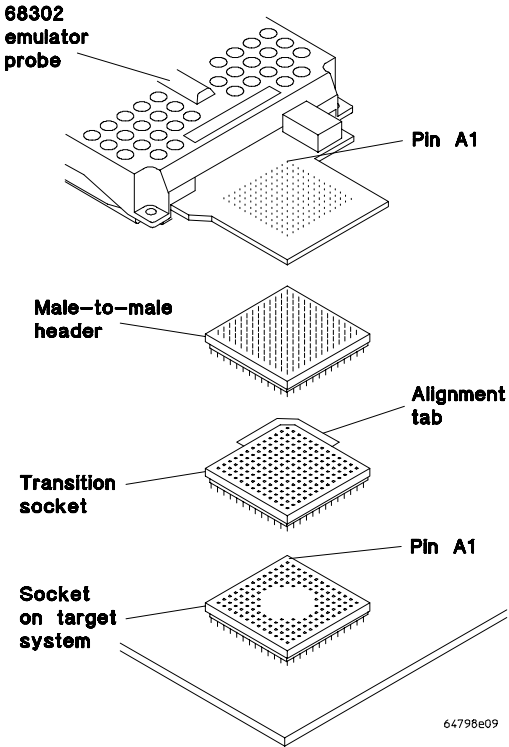 68302
emulator
probe
Pin A1
Male-to-male
header
Alignment
tab
Transition
socket
Pin A1
Socket
on target
system
64798e09